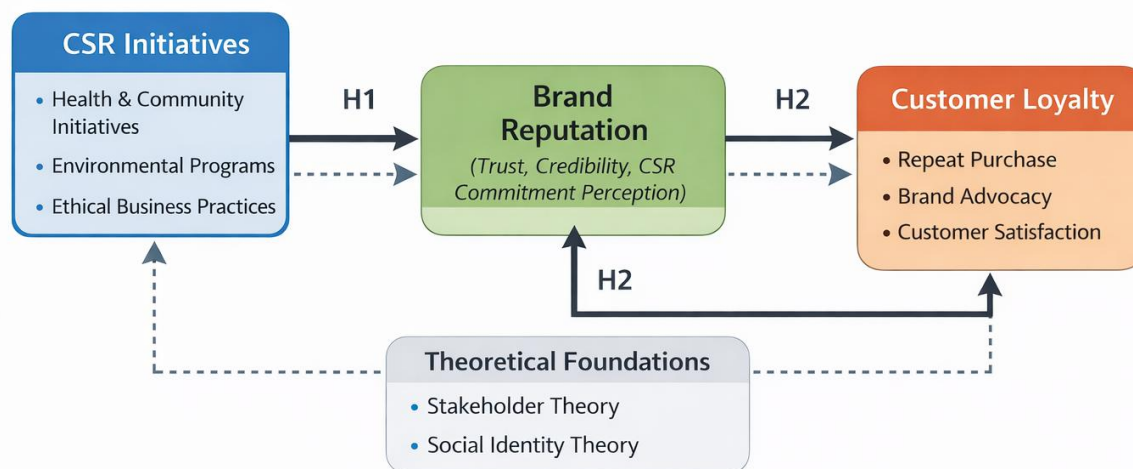 CSR Initiatives
• Health & Community
Initiatives
• Environmental Programs
• Ethical Business Practices
H1
Brand
Reputation
(Trust, Credibility, CSR
Commitment Perception)
H2
Customer Loyalty
• Repeat Purchase
• Brand Advocacy
• Customer Satisfaction
H2
Theoretical Foundations
• Stakeholder Theory
• Social Identity Theory